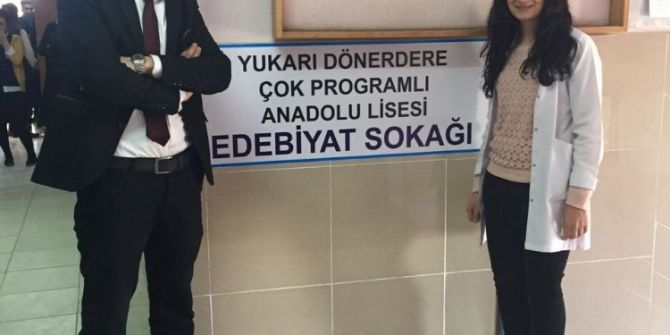 YUKARI DÖNERDERE
ÇOK PROGRAMLI
ANADOLU LİSESİ
EDEBİYAT SOKAĞI